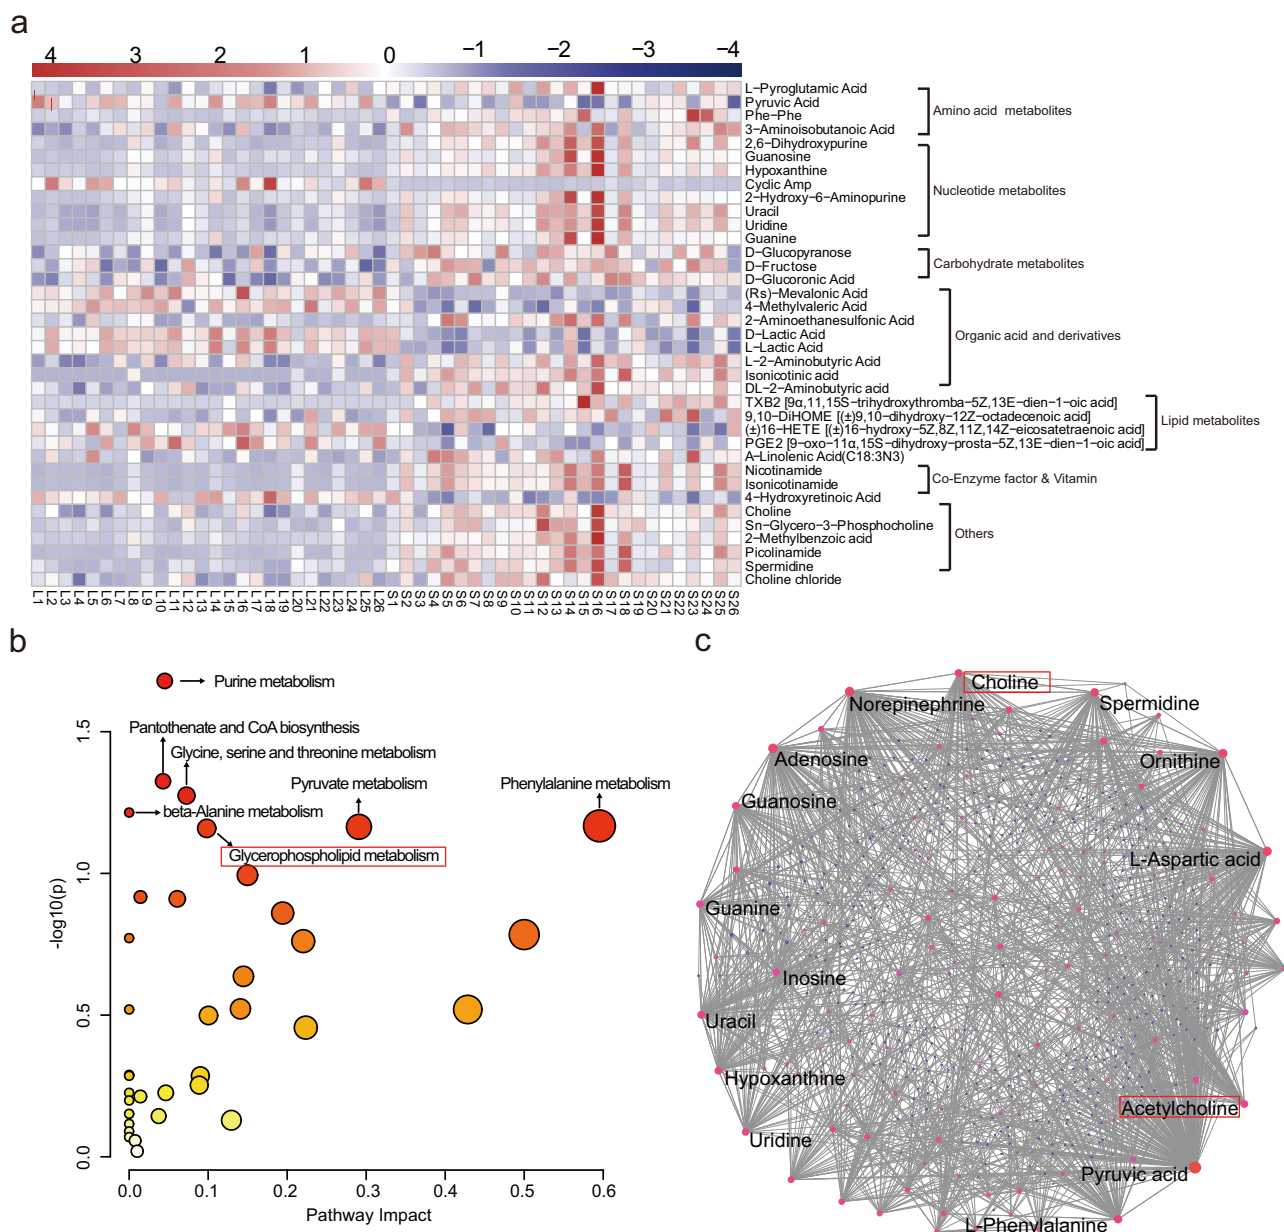 a
4 3 2 1 0 −1 −2 −3 −4
L−Pyroglutamic Acid
Pyruvic Acid
Phe−Phe
3−Aminoisobutanoic Acid
2,6−Dihydroxypurine
Guanosine
Hypoxanthine
Cyclic Amp
2−Hydroxy−6−Aminopurine
Uracil
Uridine
Guanine
D−Glucopyranose
D−Fructose
D−Glucoronic Acid
(Rs)−Mevalonic Acid
4−Methylvaleric Acid
2−Aminoethanesulfonic Acid
D−Lactic Acid
L−Lactic Acid
L−2−Aminobutyric Acid
Isonicotinic acid
DL−2−Aminobutyric acid
TXB2 [9α,11,15S−trihydroxythromba−5Z,13E−dien−1−oic acid]
9,10−DiHOME [(±)9,10−dihydroxy−12Z−octadecenoic acid]
(±)16−HETE [(±)16−hydroxy−5Z,8Z,11Z,14Z−eicosatetraenoic acid]
PGE2 [9−oxo−11α,15S−dihydroxy−prosta−5Z,13E−dien−1−oic acid]
Α−Linolenic Acid(C18:3N3)
Nicotinamide
Isonicotinamide
4−Hydroxyretinoic Acid
Choline
Sn−Glycero−3−Phosphocholine
2−Methylbenzoic acid
Picolinamide
Spermidine
Choline chloride
Amino acid metabolites
Nucleotide metabolites
Carbohydrate metabolites
Organic acid and derivatives
Lipid metabolites
Co-Enzyme factor & Vitamin
Others
L1 L2 L3 L4 L5 L6 L7 L8 L9 L10 L11 L12 L13 L14 L15 L16 L17 L18 L19 L20 L21 L22 L23 L24 L25 L26 S1 S2 S3 S4 S5 S6 S7 S8 S9 S10 S11 S12 S13 S14 S15 S16 S18 S19 S20 S21 S22 S23 S24 S25 S26
b
Purine metabolism
Pantothenate and CoA biosynthesis
Glycine, serine and threonine metabolism
Pyruvate metabolism
Phenylalanine metabolism
beta-Alanine metabolism
Glycerophospholipid metabolism
-log10(p)
1.5
1.0
0.5
0.0
0.0 0.1 0.2 0.3 0.4 0.5 0.6
Pathway Impact
c
Choline
Norepinephrine
Spermidine
Adenosine
Ornithine
Guanosine
L-Aspartic acid
Guanine
Inosine
Uracil
Hypoxanthine
Acetylcholine
Uridine
Pyruvic acid
L-Phenylalanine